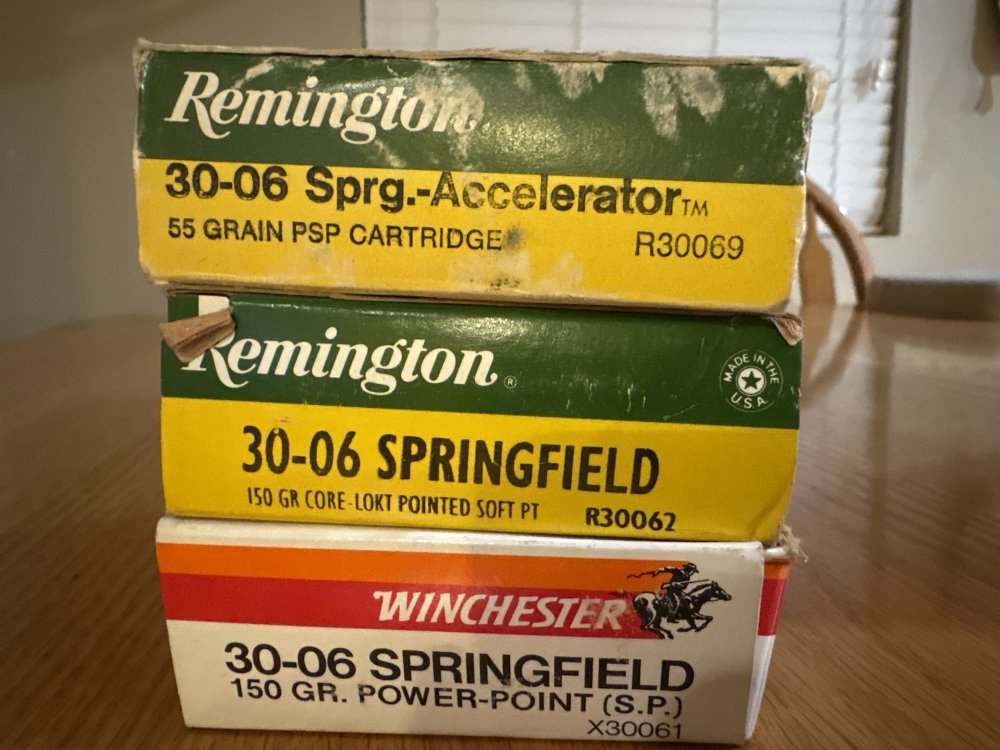 Remington
30-06 Sprg.-Accelerator™
55 GRAIN PSP CARTRIDGE R30069
Remington®
MADE IN THE U.S.A.
30-06 SPRINGFIELD
150 GR CORE-LOKT POINTED SOFT PT R30062
WINCHESTER
30-06 SPRINGFIELD
150 GR. POWER-POINT (S.P.)
X30061